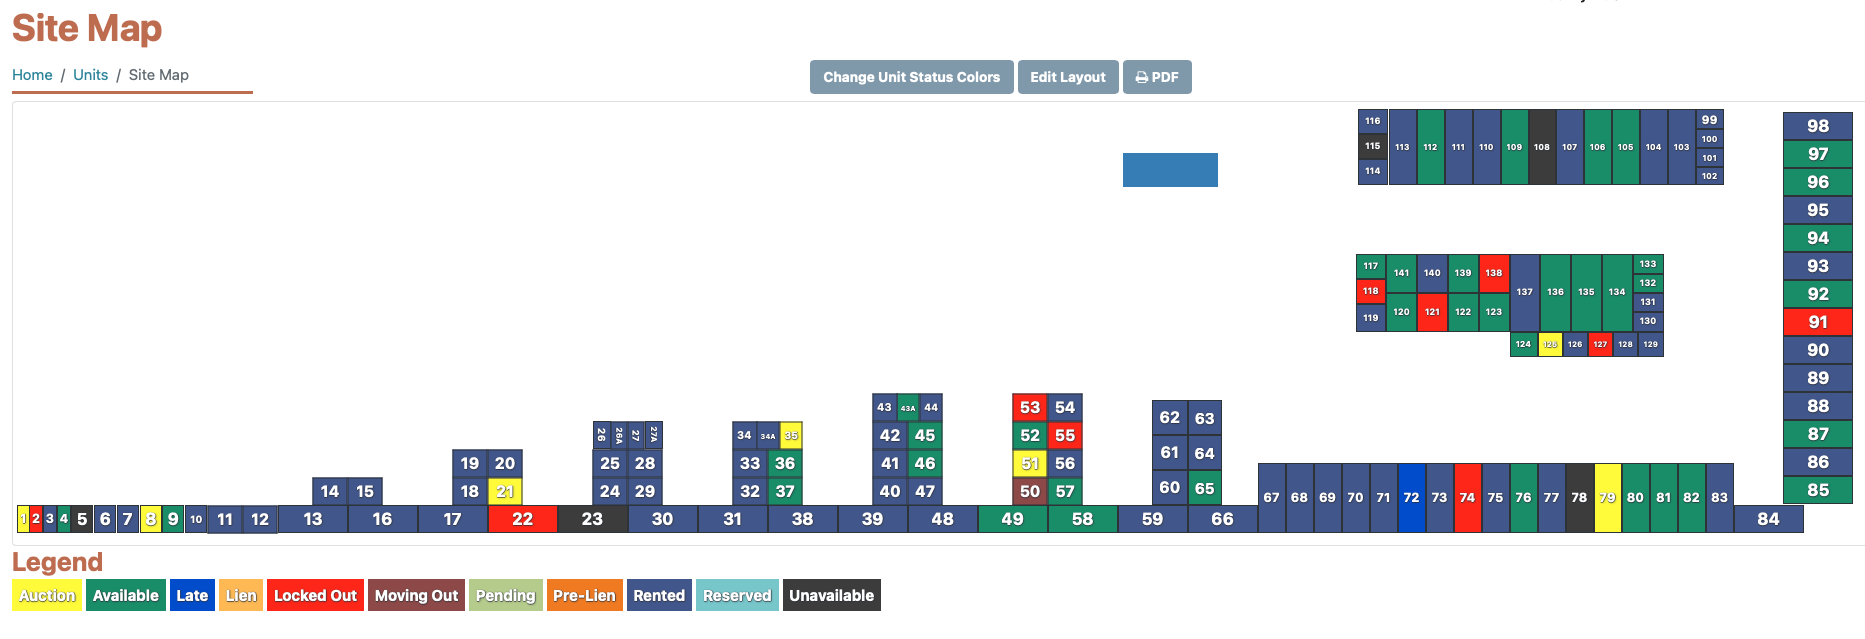 Site Map
Home / Units / Site Map
Change Unit Status Colors Edit Layout PDF
116 115 114 113 112 111 110 109 108 107 106 105 104 103 99 100 101 102
98
97
96
95
94
93
92
91
90
89
88
87
86
85
117 141 140 139 138 137 136 135 134 133
118 132
119 120 121 122 123 131
130
124 125 126 127 128 129
43 43A 44 53 54
62 63
26 26A 27 27A 34 34A 35 42 45 52 55
19 20 25 28 33 36 41 46 51 56 61 64
14 15 18 21 24 29 32 37 40 47 50 57 60 65
67 68 69 70 71 72 73 74 75 76 77 78 79 80 81 82 83
1 2 3 4 5 6 7 8 9 10 11 12 13 16 17 22 23 30 31 38 39 48 49 58 59 66 84
Legend
Auction Available Late Lien Locked Out Moving Out Pending Pre-Lien Rented Reserved Unavailable